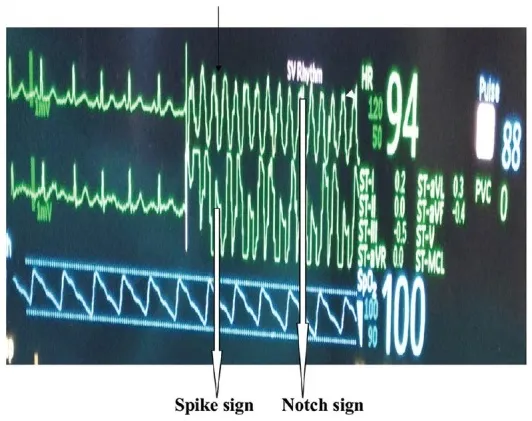 SV Rhythm
HR
120
50
94
Pulse
88
1mV
1mV
ST-I 0.2 ST-aVL 0.3
ST-II 0.0 ST-aVF -0.4
ST-III -0.5 ST-V
ST-aVR 0.0 ST-MCL
PVC 0
SpO₂
100
90
100
Spike sign Notch sign